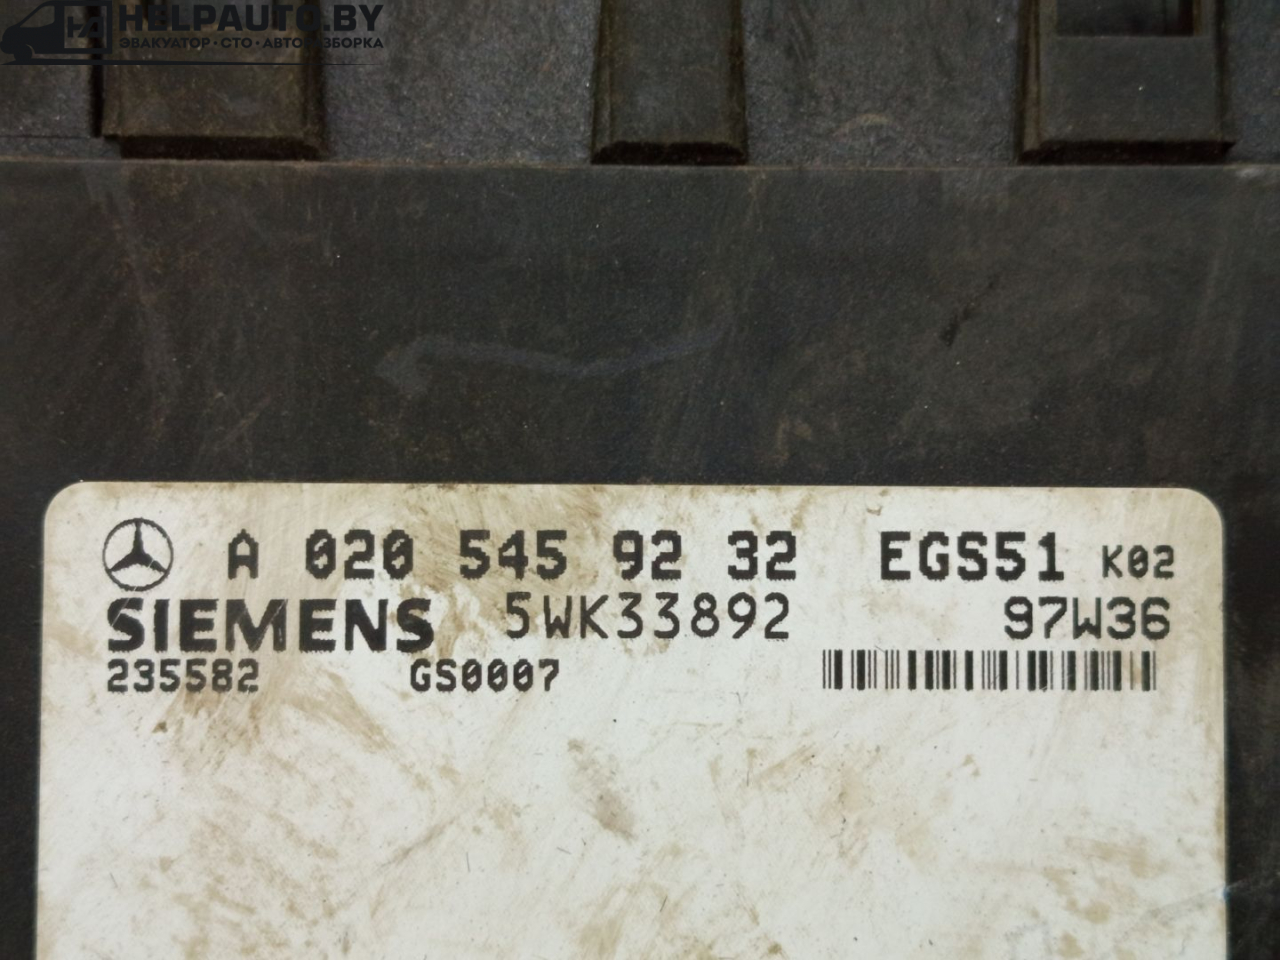 HELPAUTO.BY
ЭВАКУАТОР·СТО·АВТОРАЗБОРКА
A 020 545 92 32 EGS51 K02
SIEMENS 5WK33892 97W36
235582 GS0007